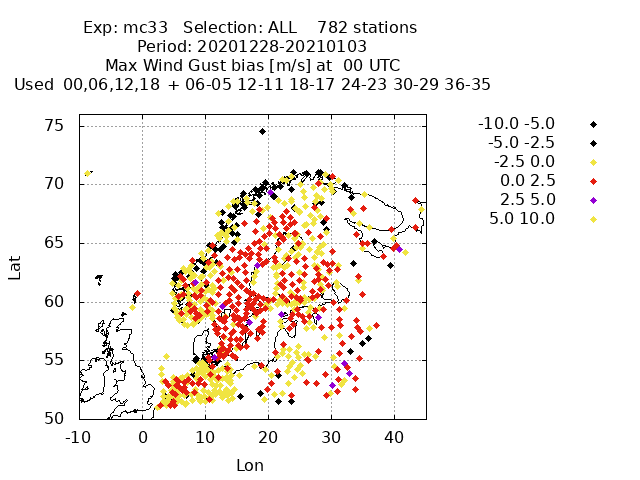 Exp: mc33   Selection: ALL    782 stations
Period: 20201228-20210103
Max Wind Gust bias [m/s] at  00 UTC
Used  00,06,12,18  + 06-05 12-11 18-17 24-23 30-29 36-35
-10.0 -5.0
-5.0 -2.5
-2.5 0.0
0.0 2.5
2.5 5.0
5.0 10.0
Lat
75
70
65
60
55
50
-10 0 10 20 30 40
Lon